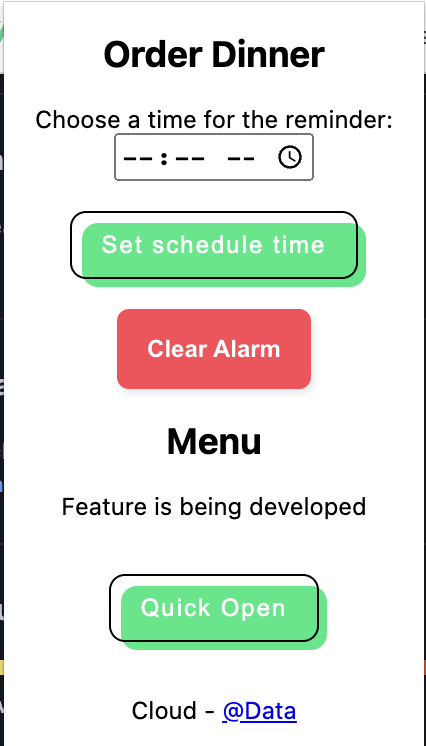 Order Dinner
Choose a time for the reminder:
--:-- --
Set schedule time
Clear Alarm
Menu
Feature is being developed
Quick Open
Cloud - @Data